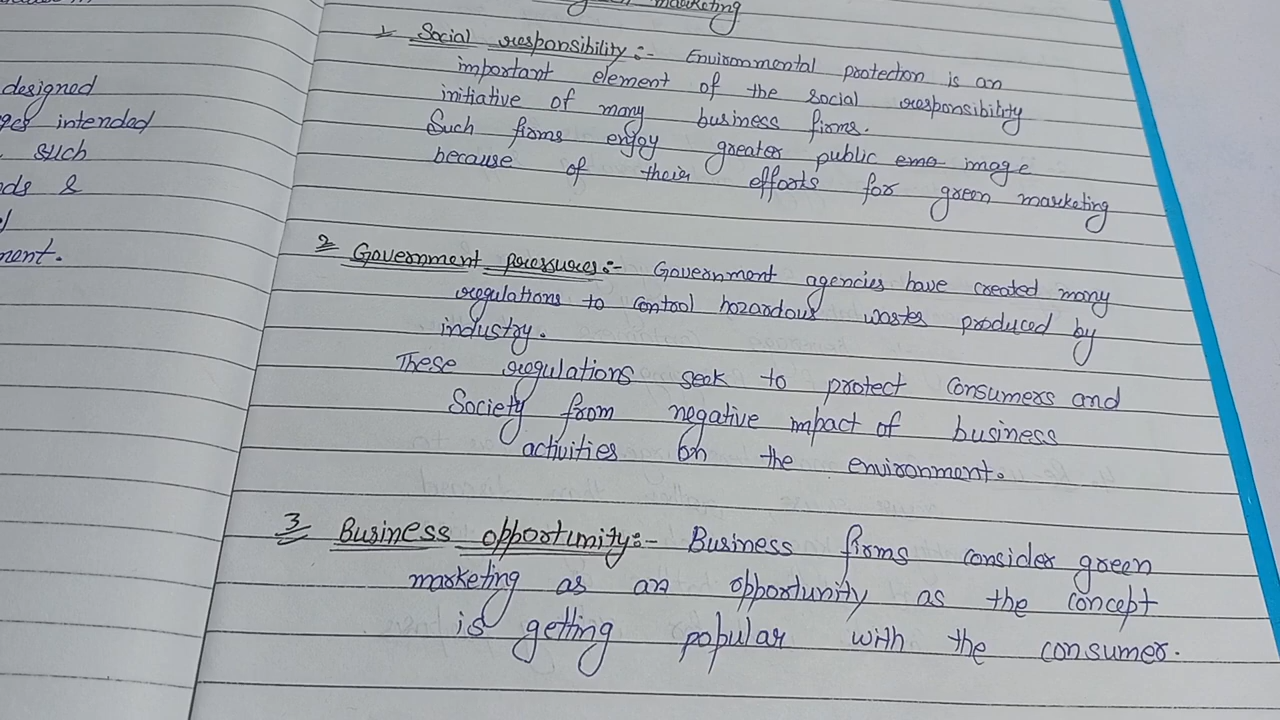 designed
intended
such
&
marketing
1 Social responsibility :- Environmental protection is an
important element of the social responsibility
initiative of many business firms.
Such firms enjoy greater public image
because of their efforts for green marketing
2 Government pressures :- Government agencies have created many
regulations to control hazardous wastes produced by
industry.
These regulations seek to protect consumers and
Society from negative impact of business
activities on the environment.
3 Business opportunity :- Business firms consider green
marketing as an opportunity as the concept
is getting popular with the consumer.